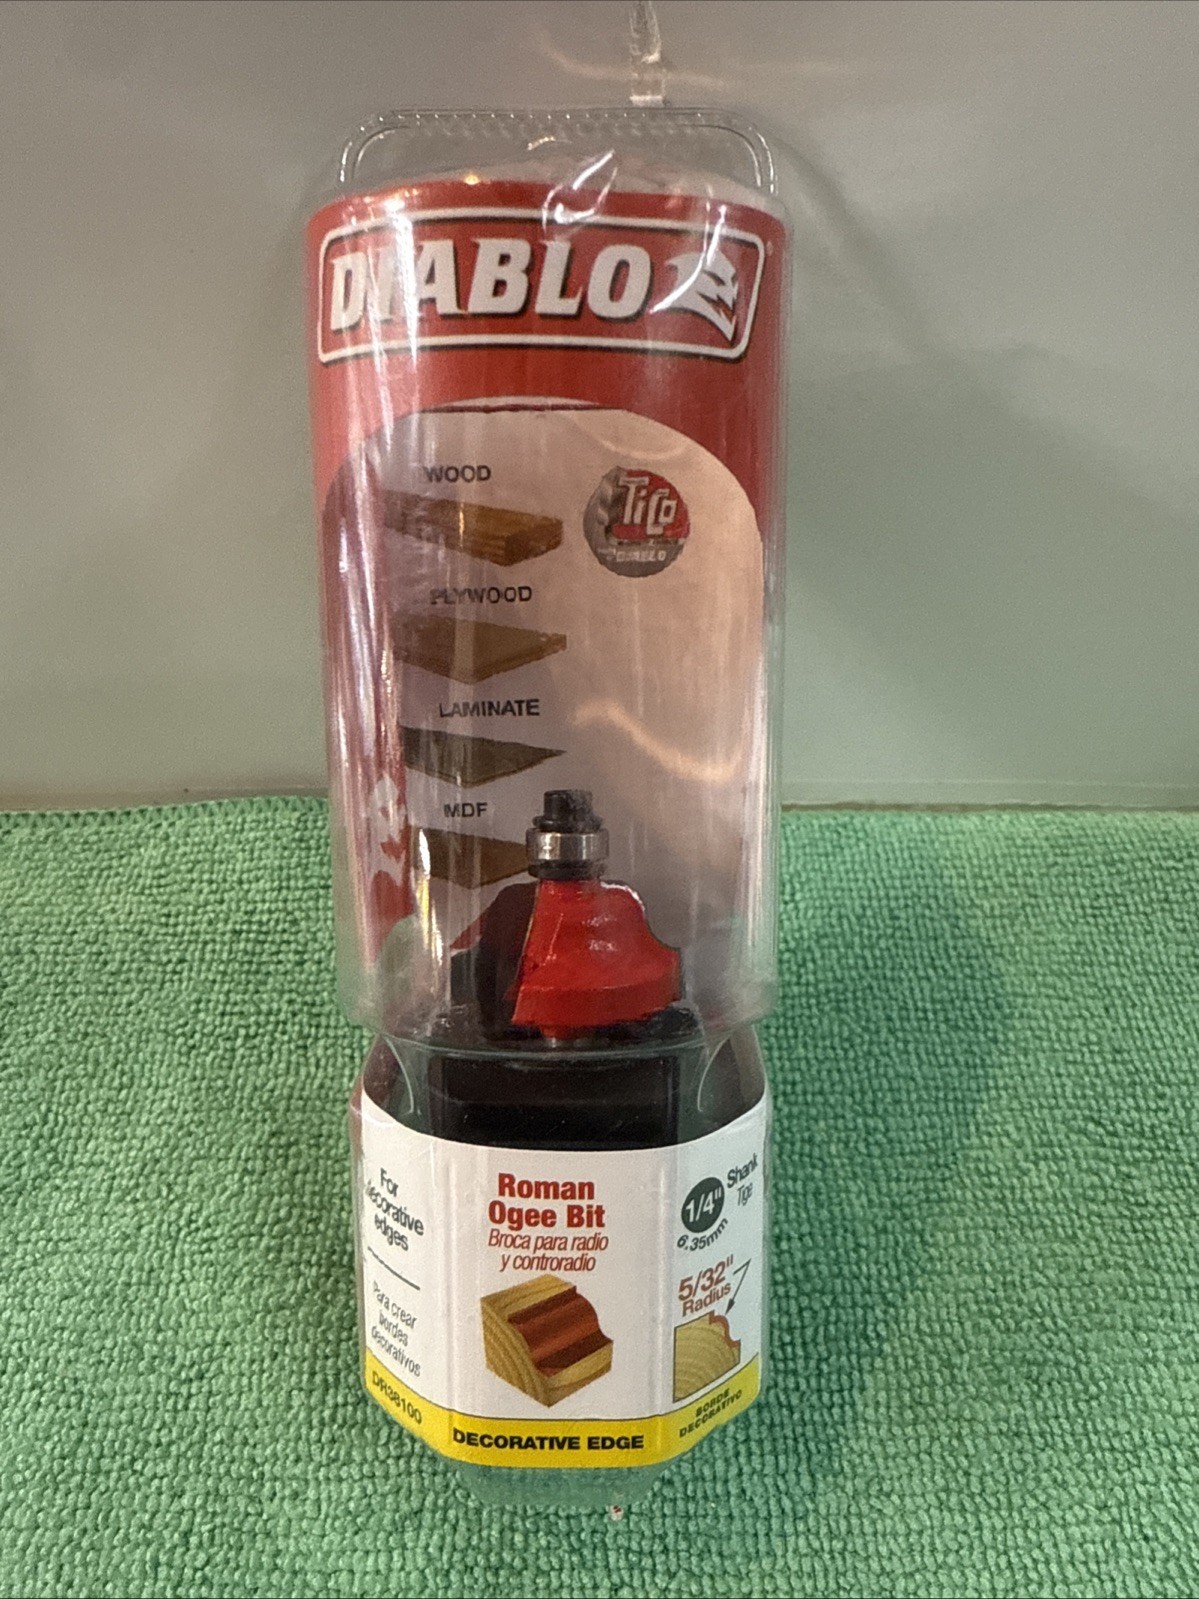 DIABLO
WOOD
TiCo
DIABLO
PLYWOOD
LAMINATE
MDF
For
decorative
edges
Para crear
bordes
decorativos
DR38100
Roman
Ogee Bit
Broca para radio
y controradio
DECORATIVE EDGE
1/4" Shank
Tige
6.35mm
5/32"
Radius
BORDE
DECORATIVO